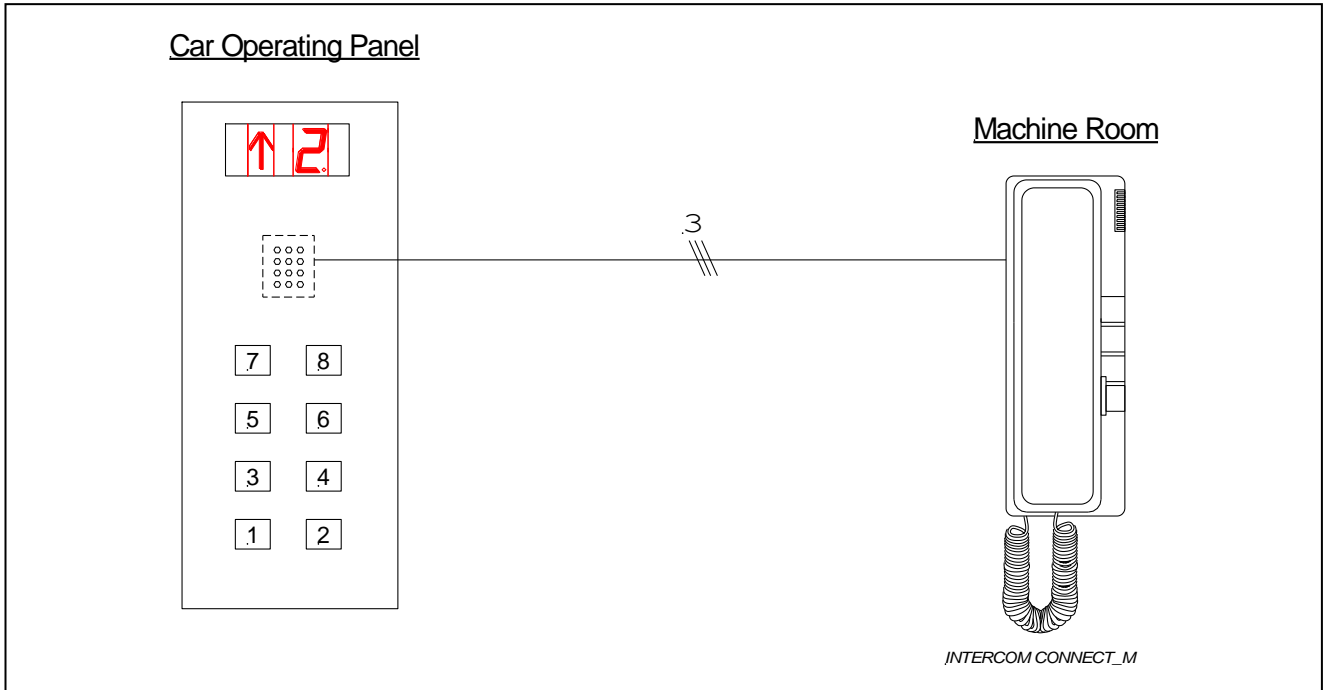 Car Operating Panel
Machine Room
↑ 2.
3
7 8
5 6
3 4
1 2
INTERCOM CONNECT_M